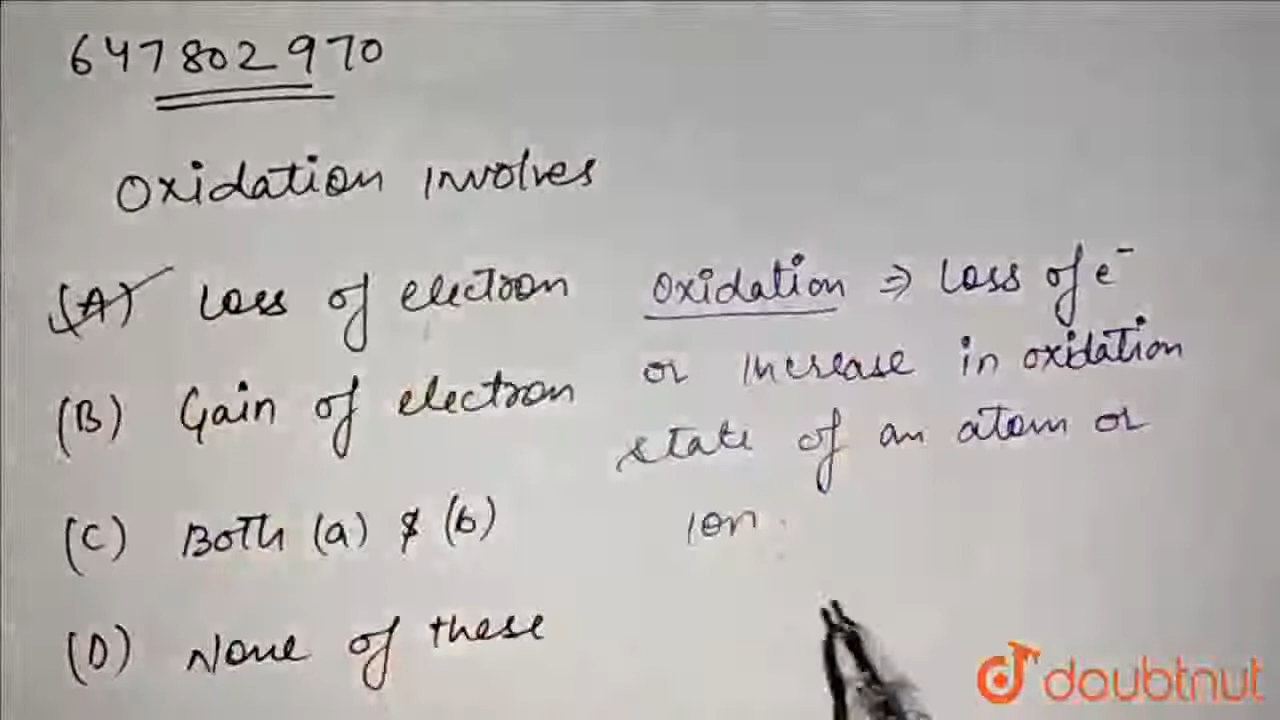 647802970
Oxidation involves
(A) Loss of electron
(B) Gain of electron
(C) Both (a) & (b)
(D) None of these
Oxidation ⇒ Loss of e⁻
or increase in oxidation
state of an atom or
ion.
doubtnut